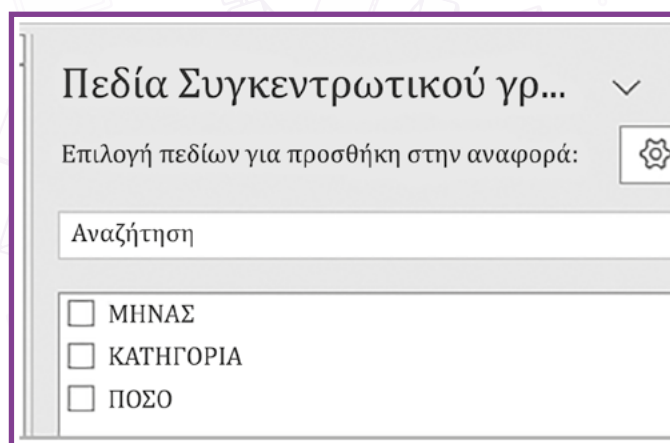 Πεδία Συγκεντρωτικού γρ...
Επιλογή πεδίων για προσθήκη στην αναφορά:
Αναζήτηση
ΜΗΝΑΣ
ΚΑΤΗΓΟΡΙΑ
ΠΟΣΟ